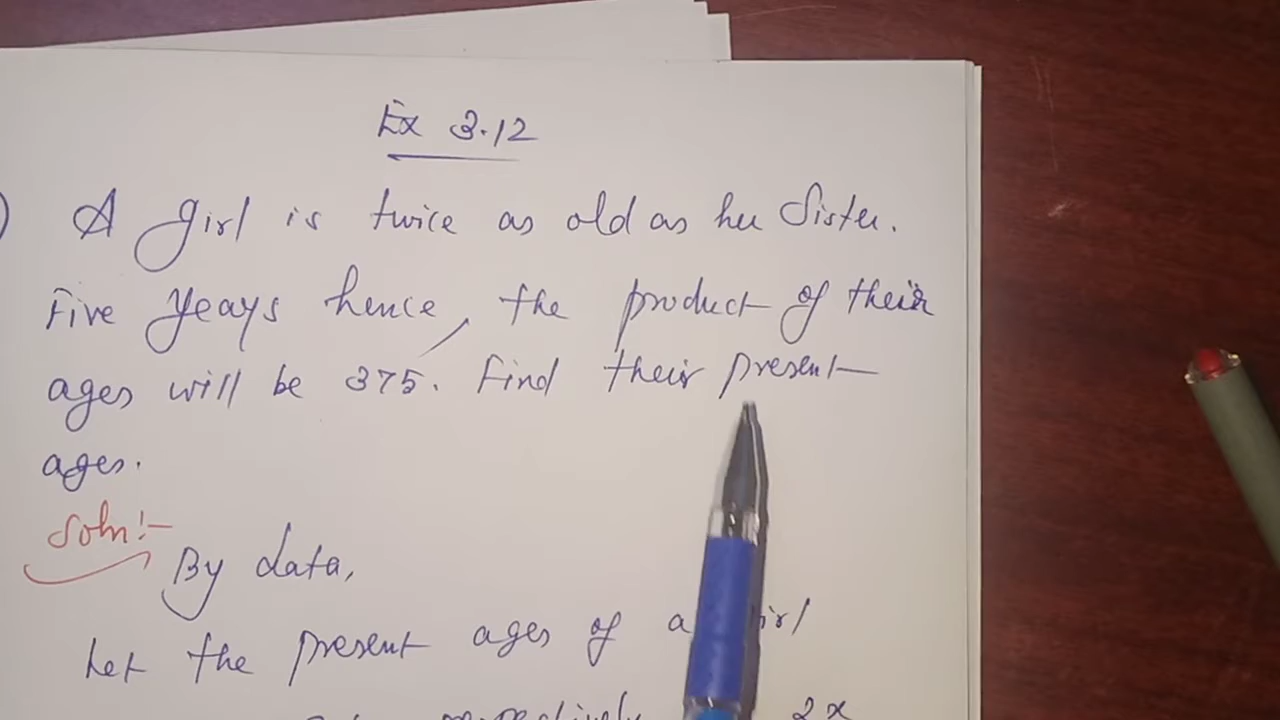 Ex 3.12
A girl is twice as old as her sister.
Five years hence, the product of their
ages will be 375. Find their present
ages.
Soln:-
By data,
Let the present ages of a
respectively 2x